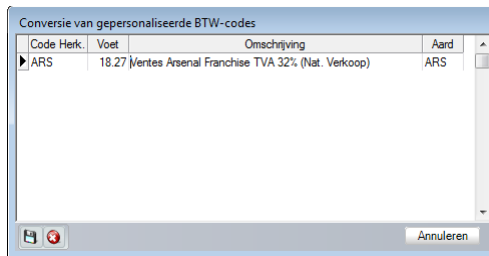 Conversie van gepersonaliseerde BTW-codes
Code Herk. Voet Omschrijving Aard
ARS 18.27 Ventes Arsenal Franchise TVA 32% (Nat. Verkoop) ARS
Annuleren